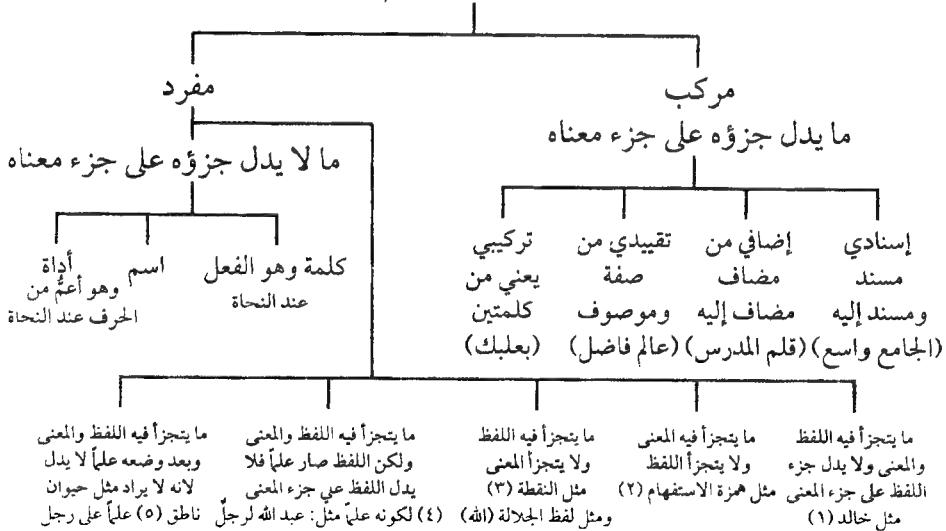 مركب
ما يدل جزؤه على جزء معناه
إسنادي
مسند
ومسند إليه
(الجامع واسع)
إضافي من
مضاف
مضاف إليه
(قلم المدرس)
تقييدي من
صفة
وموصوف
(عالم فاضل)
تركيبي
يعني من
كلمتين
(بعلبك)
مفرد
ما لا يدل جزؤه على جزء معناه
كلمة وهو الفعل
عند النحاة
اسم
أداة
وهو أعمُّ من
الحرف عند النحاة
ما يتجزأ فيه اللفظ
والمعنى ولا يدل جزء
اللفظ على جزء المعنى
مثل خالد (١)
ما يتجزأ فيه المعنى
ولا يتجزأ اللفظ
مثل همزة الاستفهام (٢)
ما يتجزأ فيه اللفظ
ولا يتجزأ المعنى
مثل النقطة (٣)
ومثل لفظ الجلالة (الله)
ما يتجزأ فيه اللفظ والمعنى
ولكن اللفظ صار علماً فلا
يدل اللفظ علي جزء المعنى
(٤) لكونه علمّ مثل: عبد الله لرجلٌ
ما يتجزأ فيه اللفظ والمعنى
وبعد وضعه علماً لا يدل
لانه لا يراد مثل حيوان
ناطق (٥) علماً على رجل